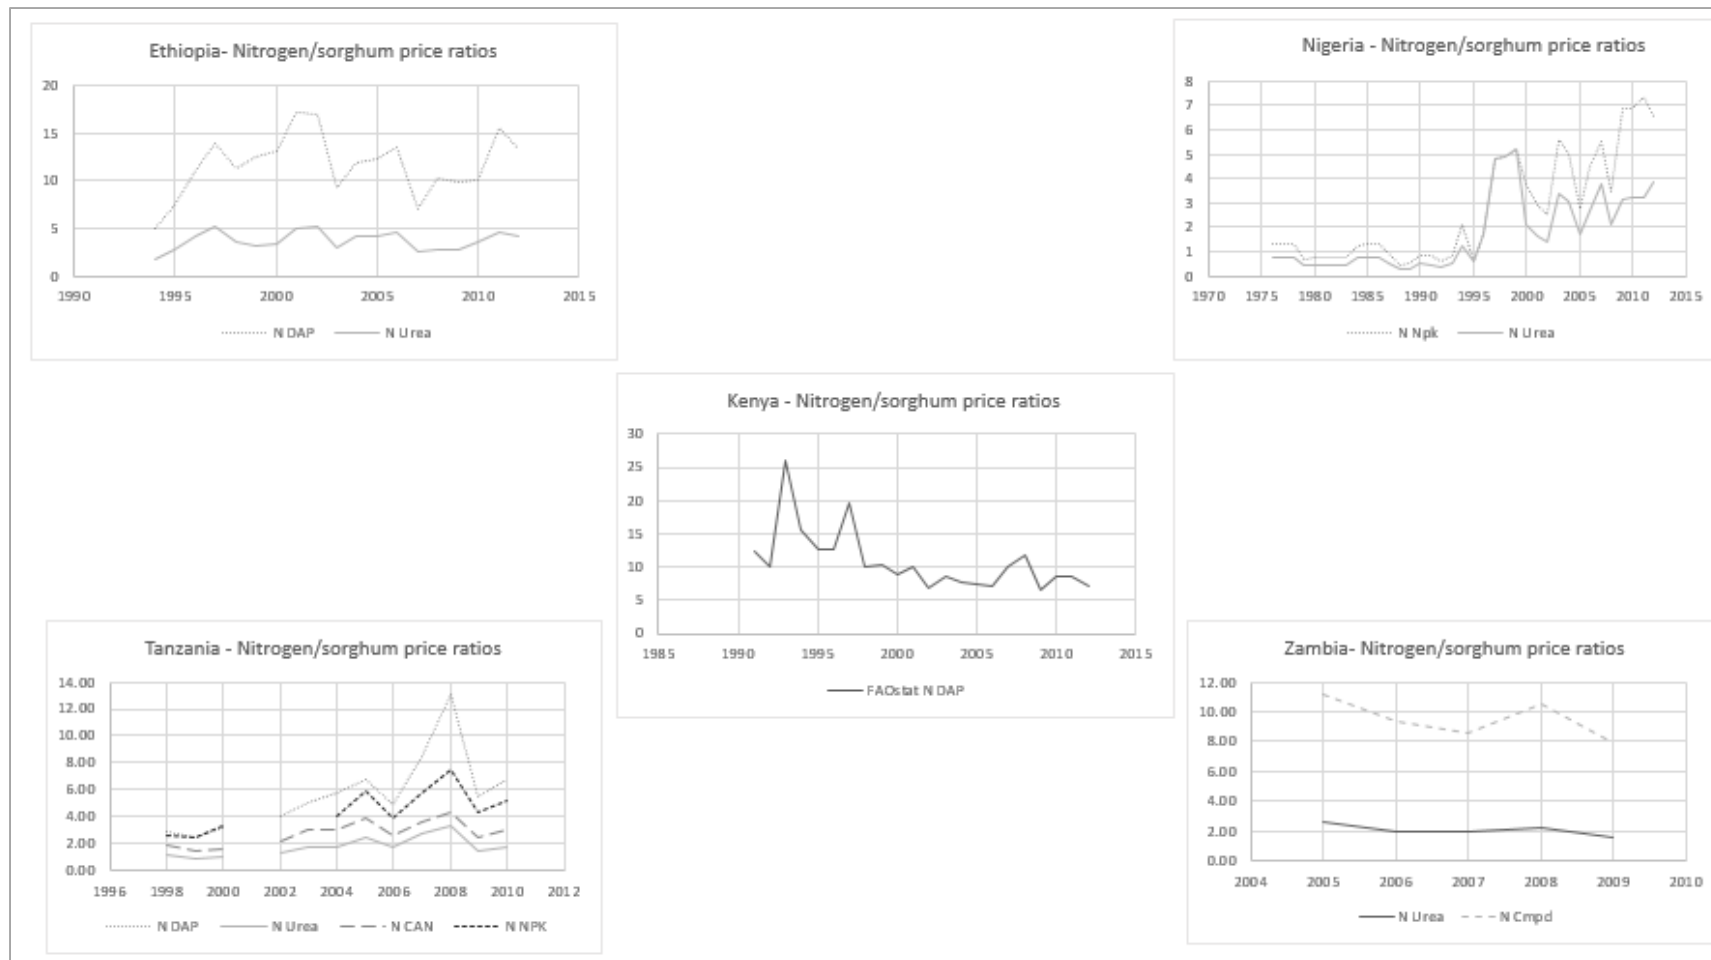 Ethiopia- Nitrogen/sorghum price ratios
20
15
10
5
0
1990 1995 2000 2005 2010 2015
N DAP N Urea
Nigeria - Nitrogen/sorghum price ratios
8
7
6
5
4
3
2
1
0
1970 1975 1980 1985 1990 1995 2000 2005 2010 2015
N Npk N Urea
Kenya - Nitrogen/sorghum price ratios
30
25
20
15
10
5
0
1985 1990 1995 2000 2005 2010 2015
FAOstat N DAP
Tanzania - Nitrogen/sorghum price ratios
14.00
12.00
10.00
8.00
6.00
4.00
2.00
0.00
1996 1998 2000 2002 2004 2006 2008 2010 2012
N DAP N Urea N CAN N NPK
Zambia- Nitrogen/sorghum price ratios
12.00
10.00
8.00
6.00
4.00
2.00
0.00
2004 2005 2006 2007 2008 2009 2010
N Urea N Cmpd